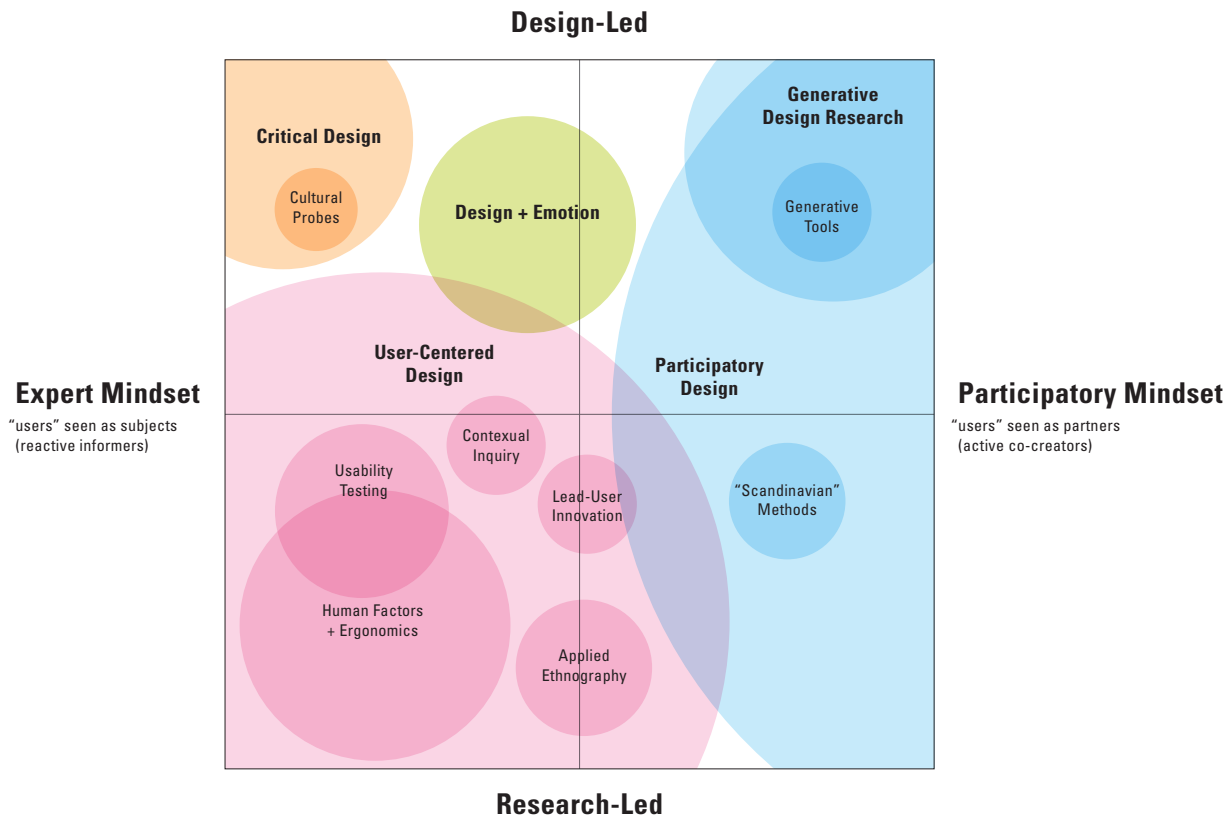 Design-Led
Generative
Design Research
Critical Design
Cultural
Probes
Design + Emotion
Generative
Tools
User-Centered
Design
Participatory
Design
Expert Mindset
“users” seen as subjects
(reactive informers)
Participatory Mindset
“users” seen as partners
(active co-creators)
Contexual
Inquiry
Usability
Testing
Lead-User
Innovation
“Scandinavian”
Methods
Human Factors
+ Ergonomics
Applied
Ethnography
Research-Led